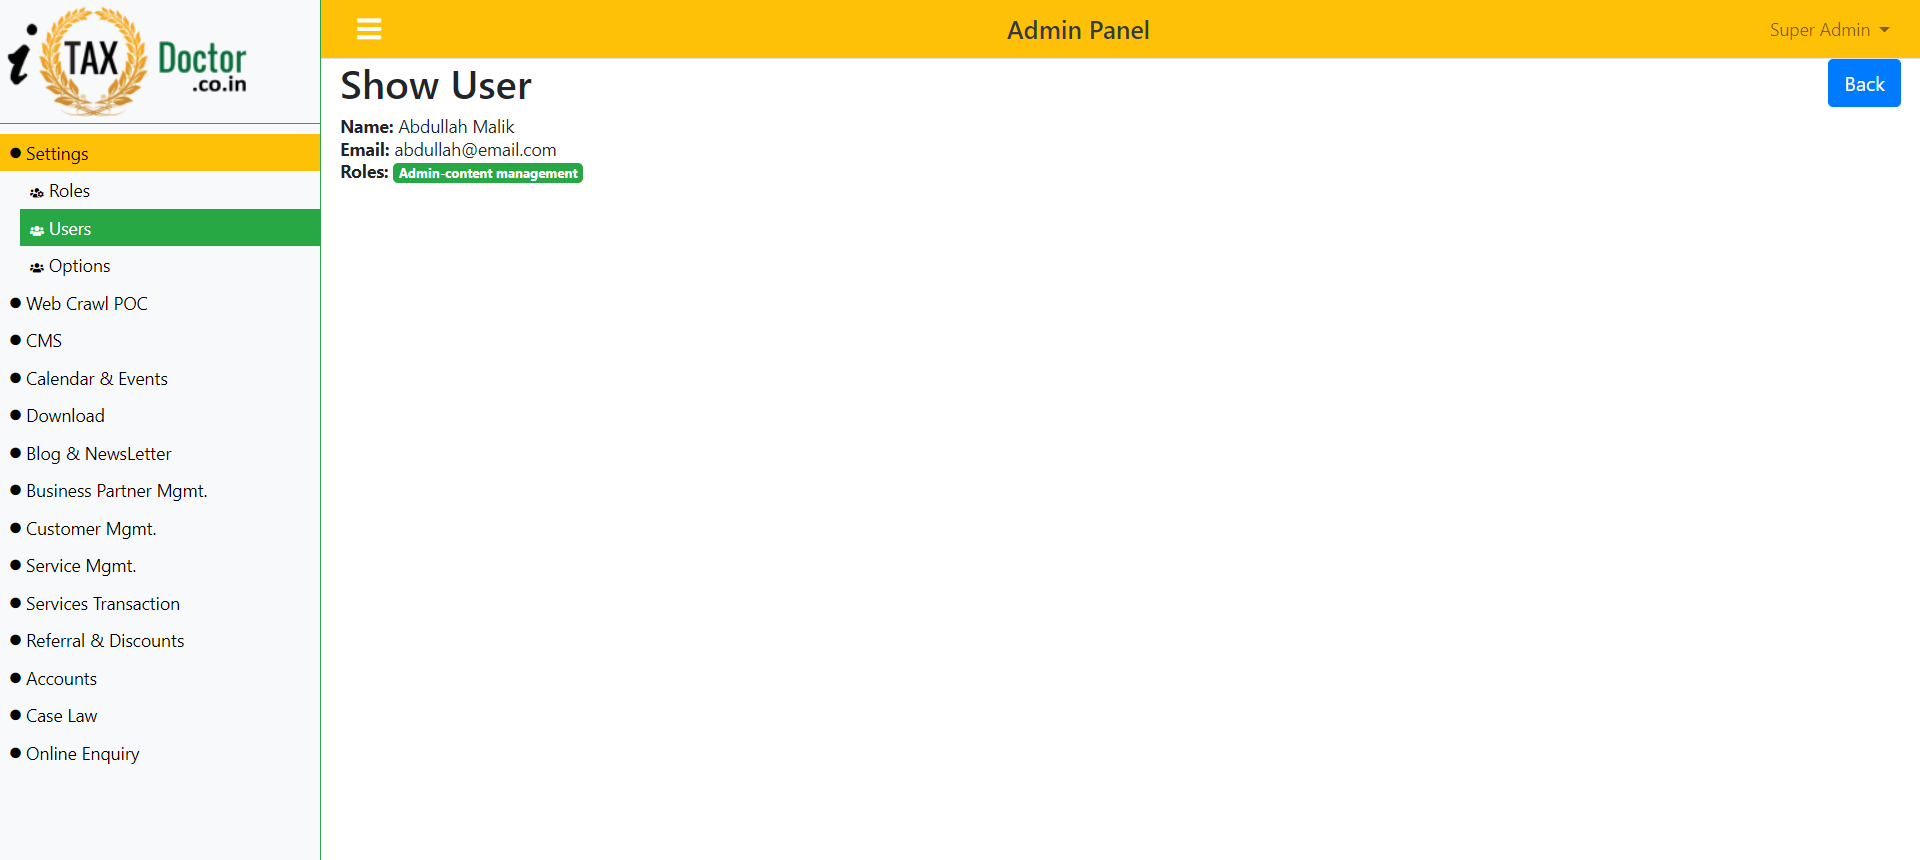 i TAX Doctor
.co.in
Admin Panel
Super Admin
Show User
Back
Name: Abdullah Malik
Email: abdullah@email.com
Roles: Admin-content management
Settings
Roles
Users
Options
Web Crawl POC
CMS
Calendar & Events
Download
Blog & NewsLetter
Business Partner Mgmt.
Customer Mgmt.
Service Mgmt.
Services Transaction
Referral & Discounts
Accounts
Case Law
Online Enquiry